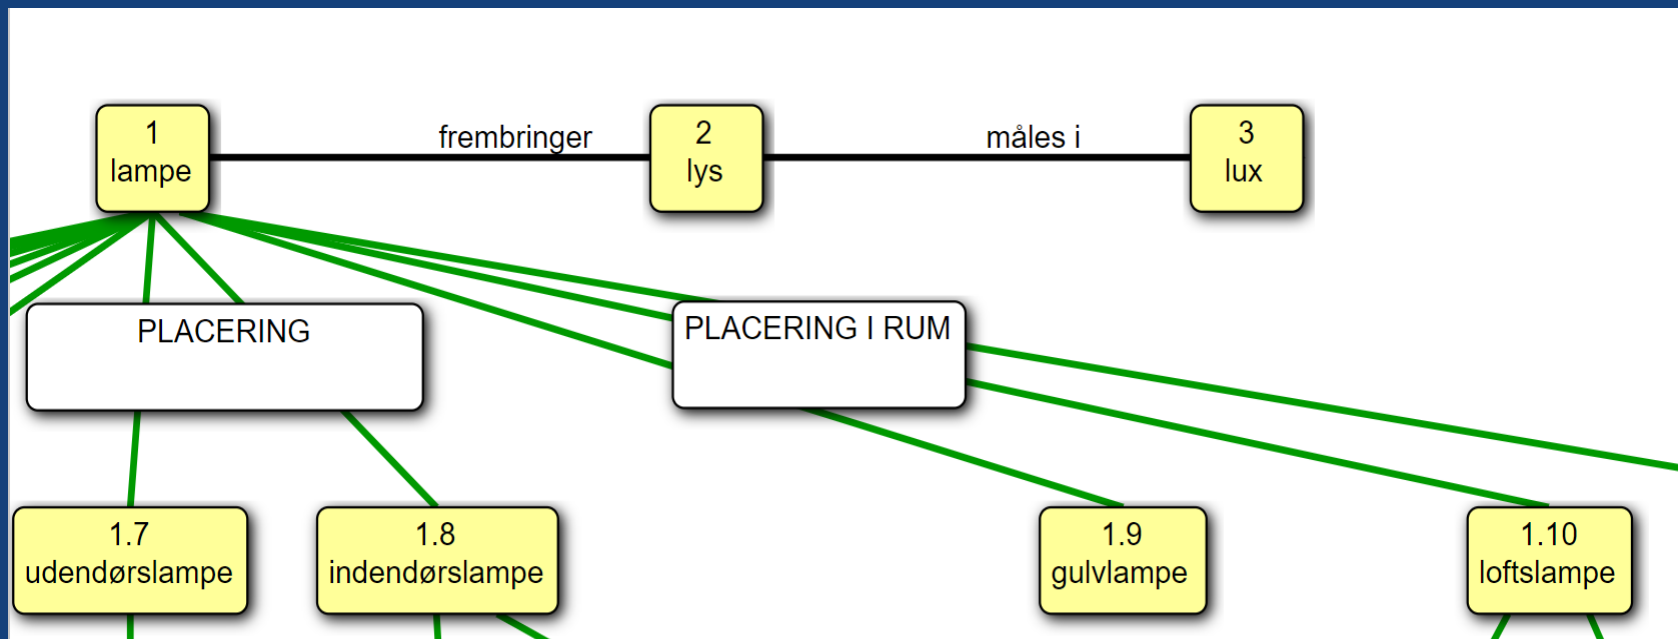 1
lampe
frembringer
2
lys
måles i
3
lux
PLACERING
PLACERING I RUM
1.7
udendørslampe
1.8
indendørslampe
1.9
gulvlampe
1.10
loftslampe